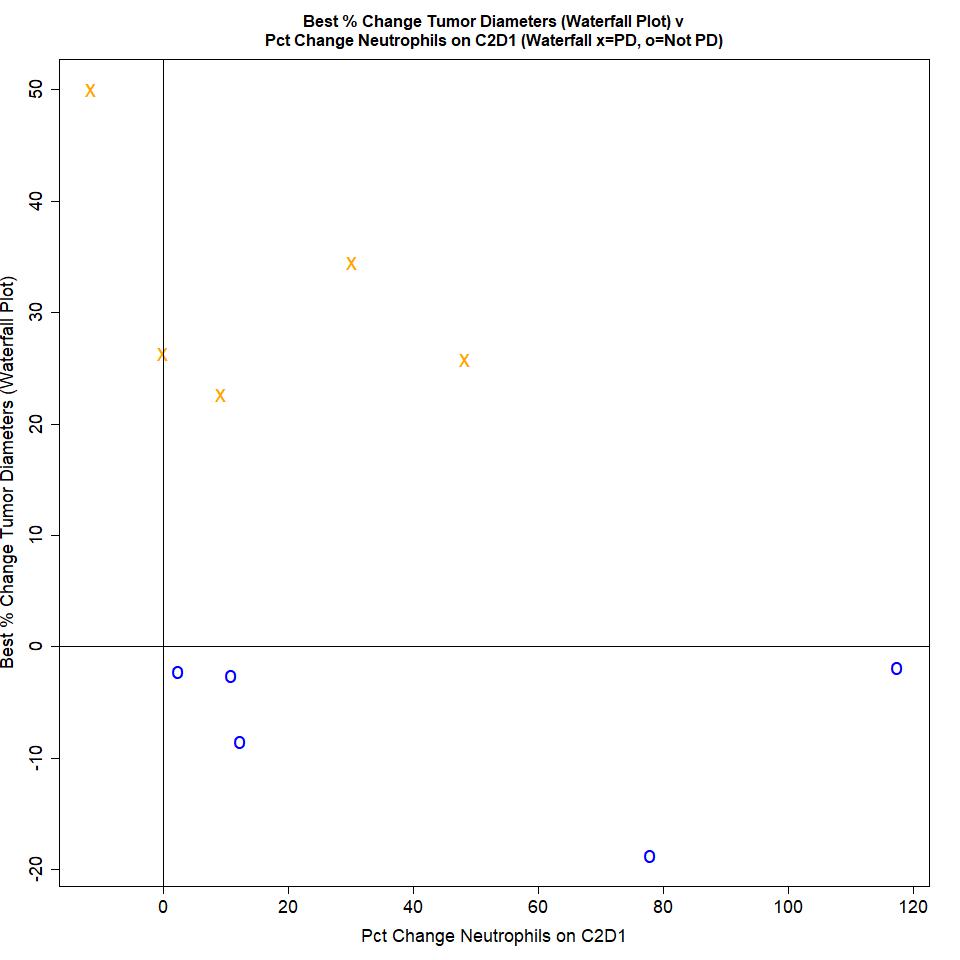 Best % Change Tumor Diameters (Waterfall Plot) v
Pct Change Neutrophils on C2D1 (Waterfall x=PD, o=Not PD)
Best % Change Tumor Diameters (Waterfall Plot)
50
40
30
20
10
0
-10
-20
X
X
X
X
X
O
O
O
O
O
0 20 40 60 80 100 120
Pct Change Neutrophils on C2D1